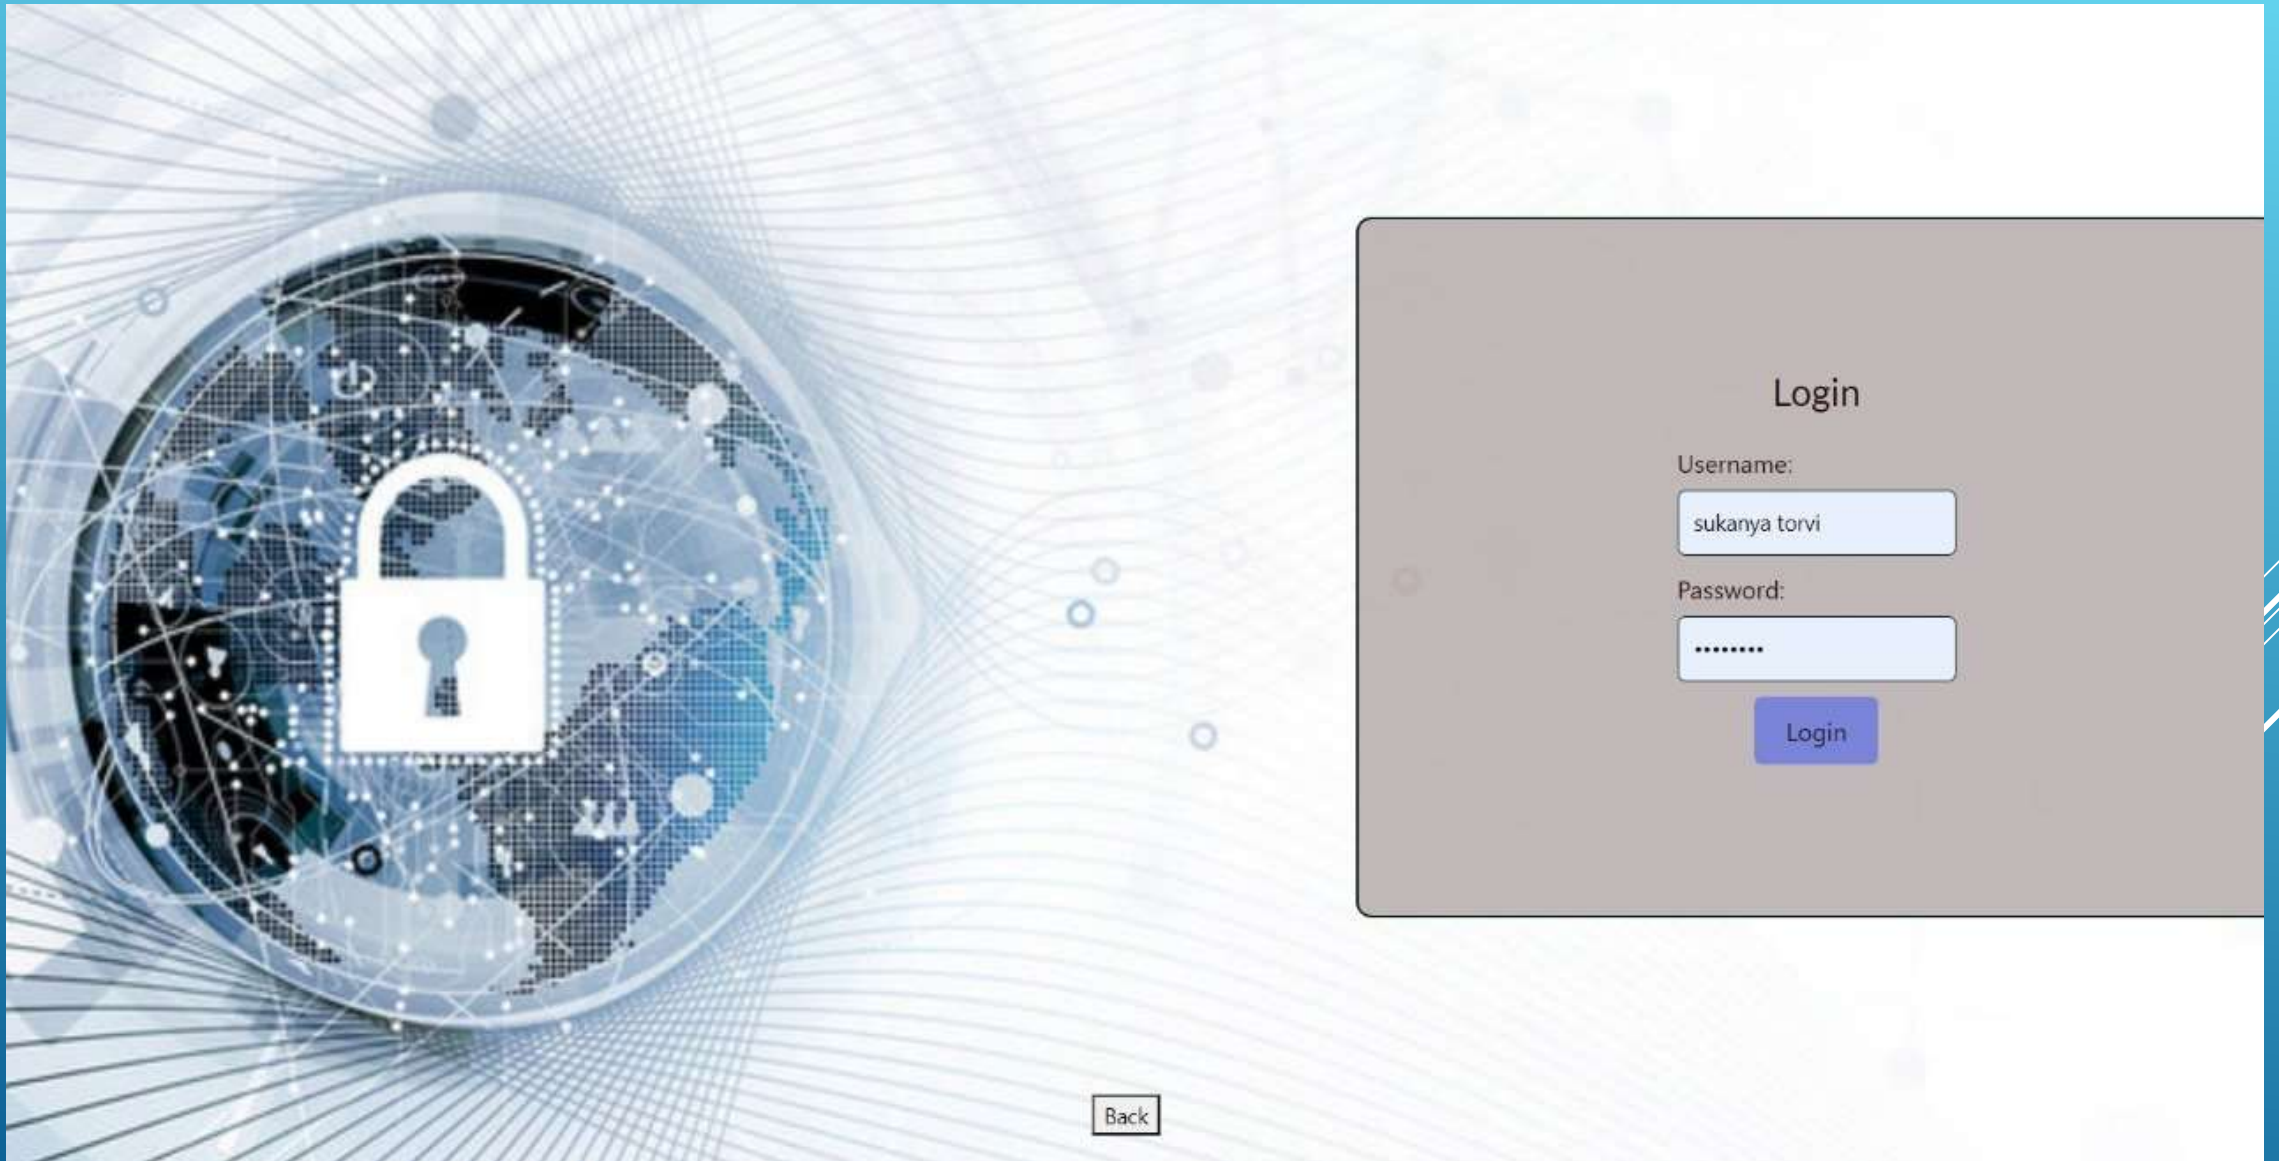 Login
Username:
sukanya torvi
Password:
••••••••
Login
Back